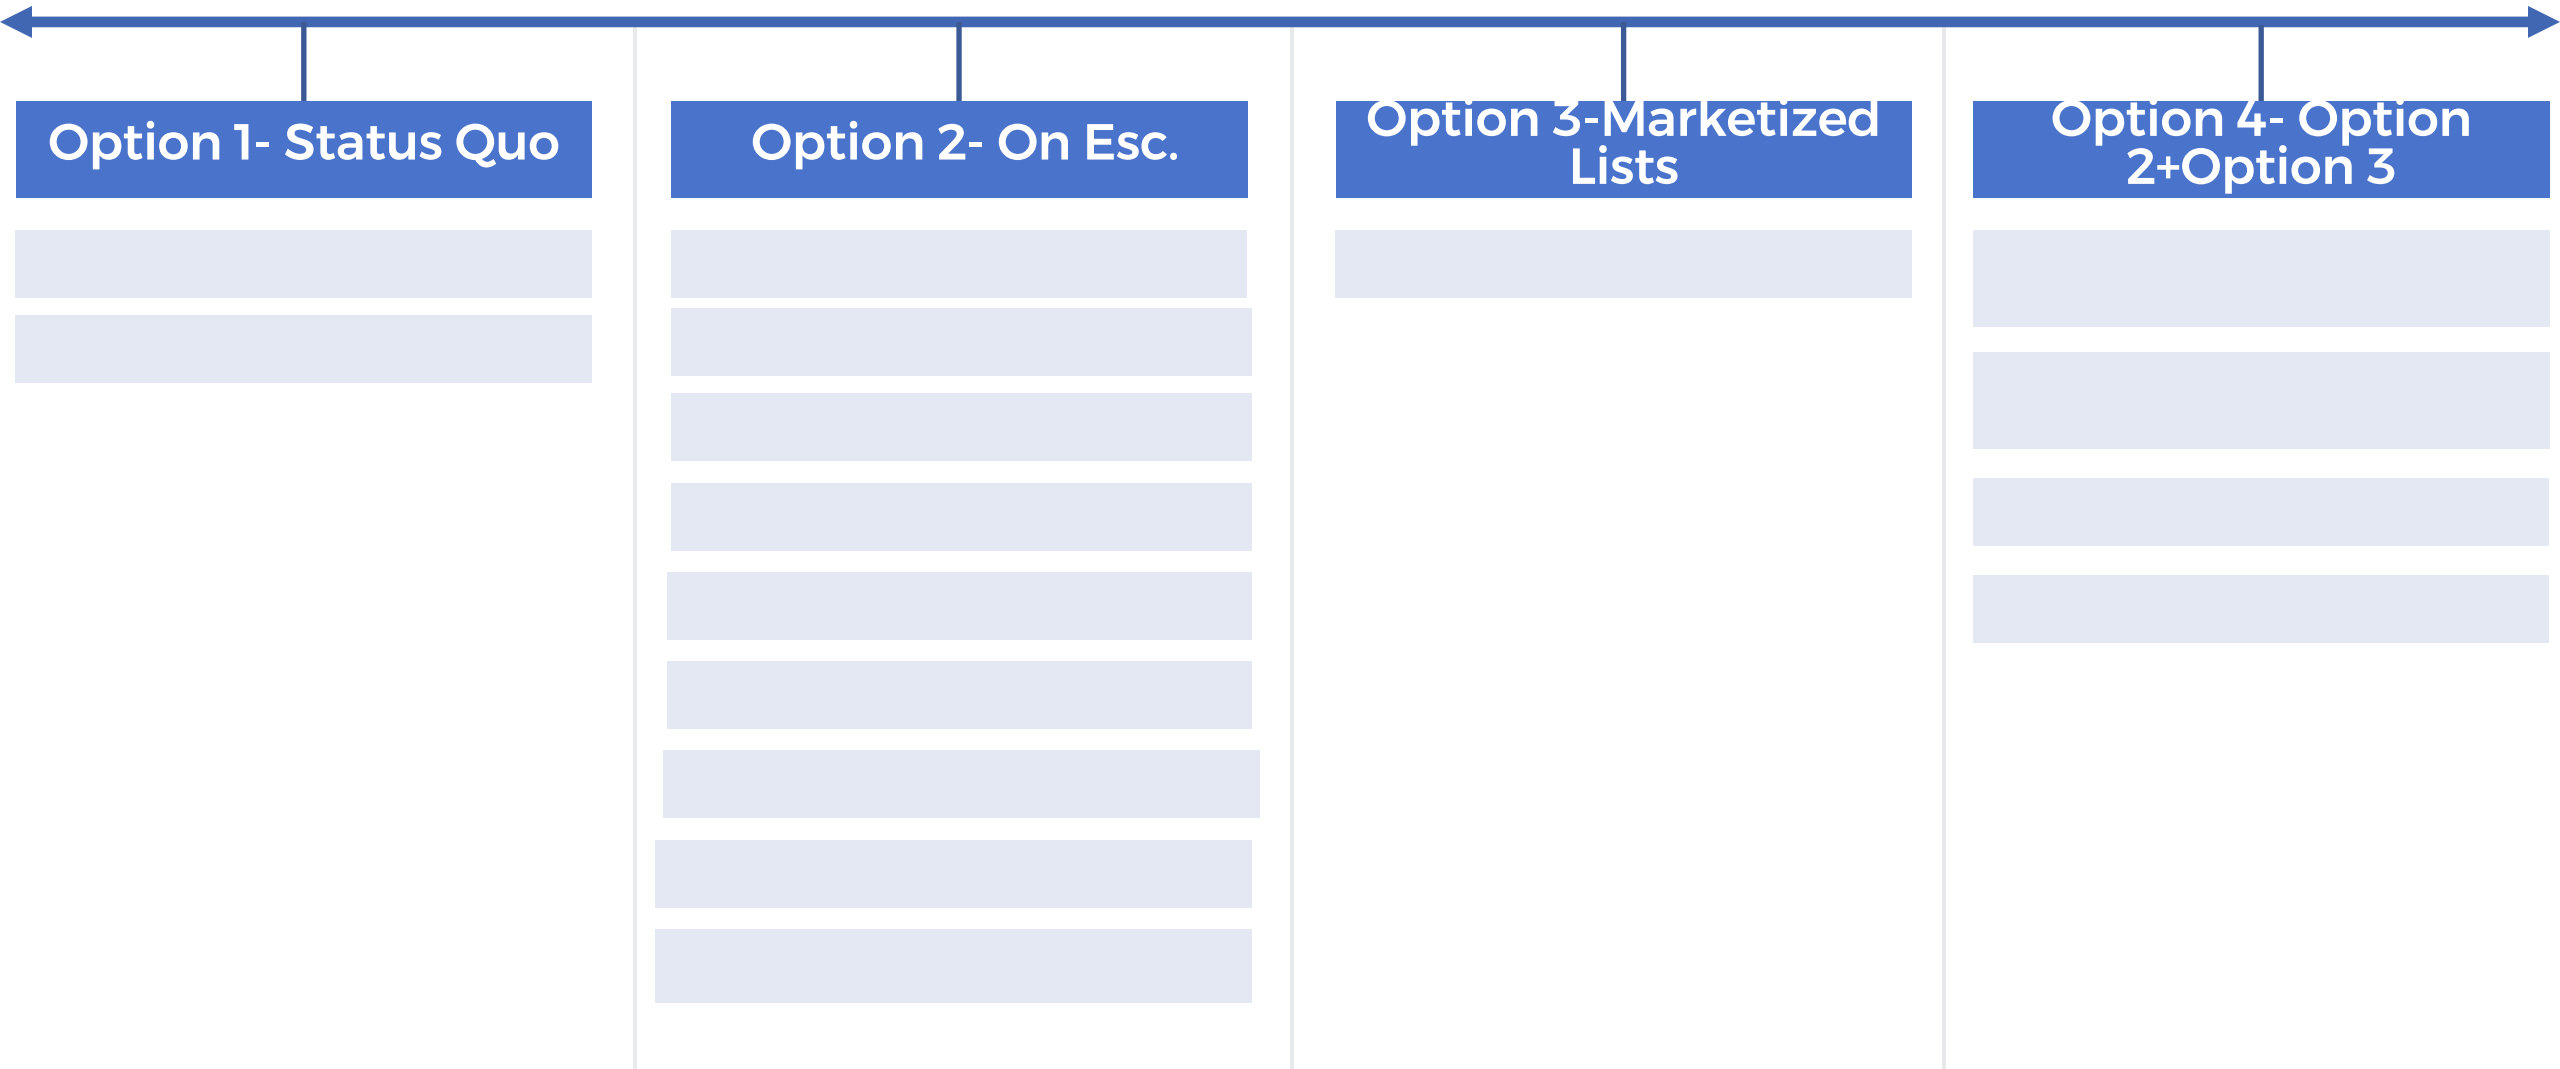 Option 1- Status Quo
Option 2- On Esc.
Option 3-Marketized
Lists
Option 4- Option
2+Option 3